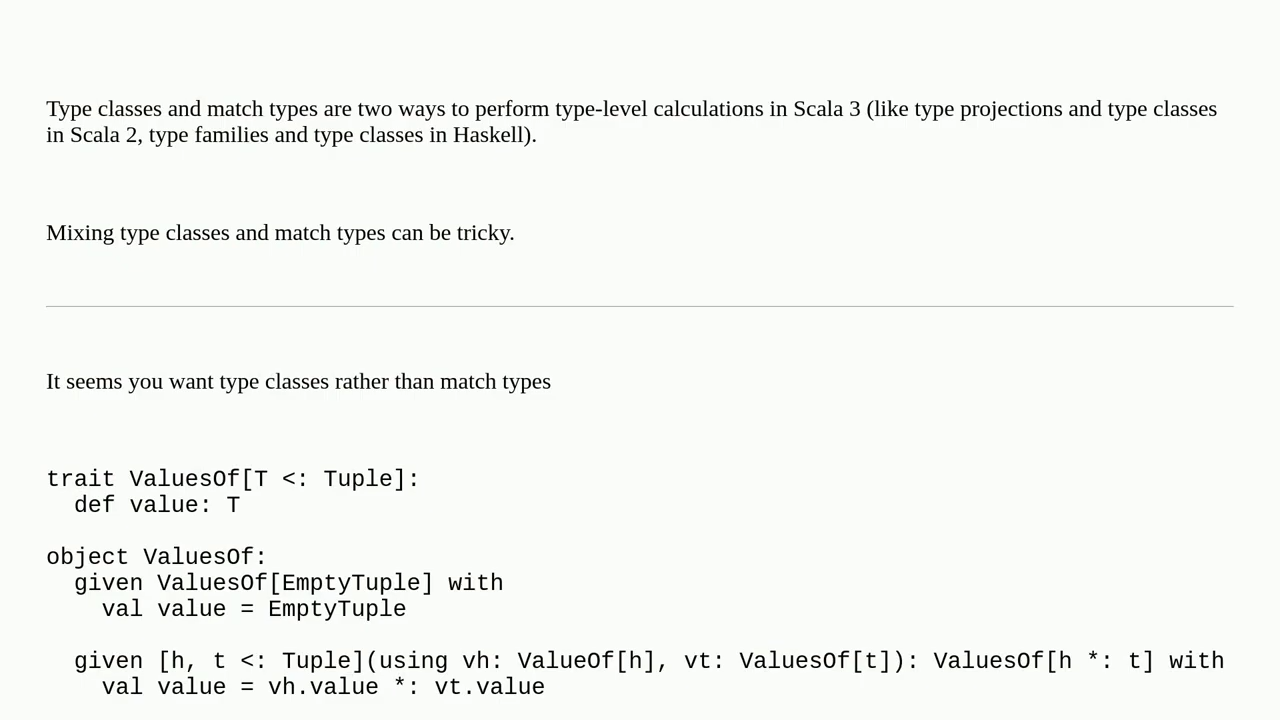 Type classes and match types are two ways to perform type-level calculations in Scala 3 (like type projections and type classes
in Scala 2, type families and type classes in Haskell).
Mixing type classes and match types can be tricky.
It seems you want type classes rather than match types
trait ValuesOf[T <: Tuple]:
  def value: T
object ValuesOf:
  given ValuesOf[EmptyTuple] with
    val value = EmptyTuple
  given [h, t <: Tuple](using vh: ValueOf[h], vt: ValuesOf[t]): ValuesOf[h *: t] with
    val value = vh.value *: vt.value